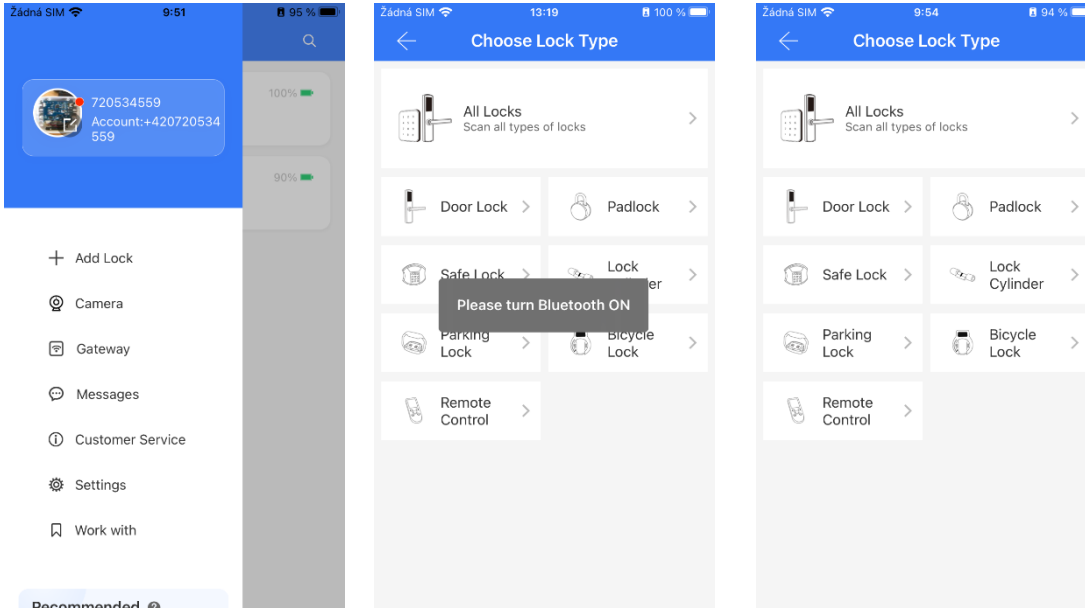 Žádná SIM 9:51 95 %
720534559
Account:+420720534
559
100%
90%
Add Lock
Camera
Gateway
Messages
Customer Service
Settings
Work with
Recommended
Žádná SIM 13:19 100 %
Choose Lock Type
All Locks
Scan all types of locks
Door Lock
Padlock
Safe Lock
Lock
er
Please turn Bluetooth ON
Parking
Lock
Bicycle
Lock
Remote
Control
Žádná SIM 9:54 94 %
Choose Lock Type
All Locks
Scan all types of locks
Door Lock
Padlock
Safe Lock
Lock
Cylinder
Parking
Lock
Bicycle
Lock
Remote
Control